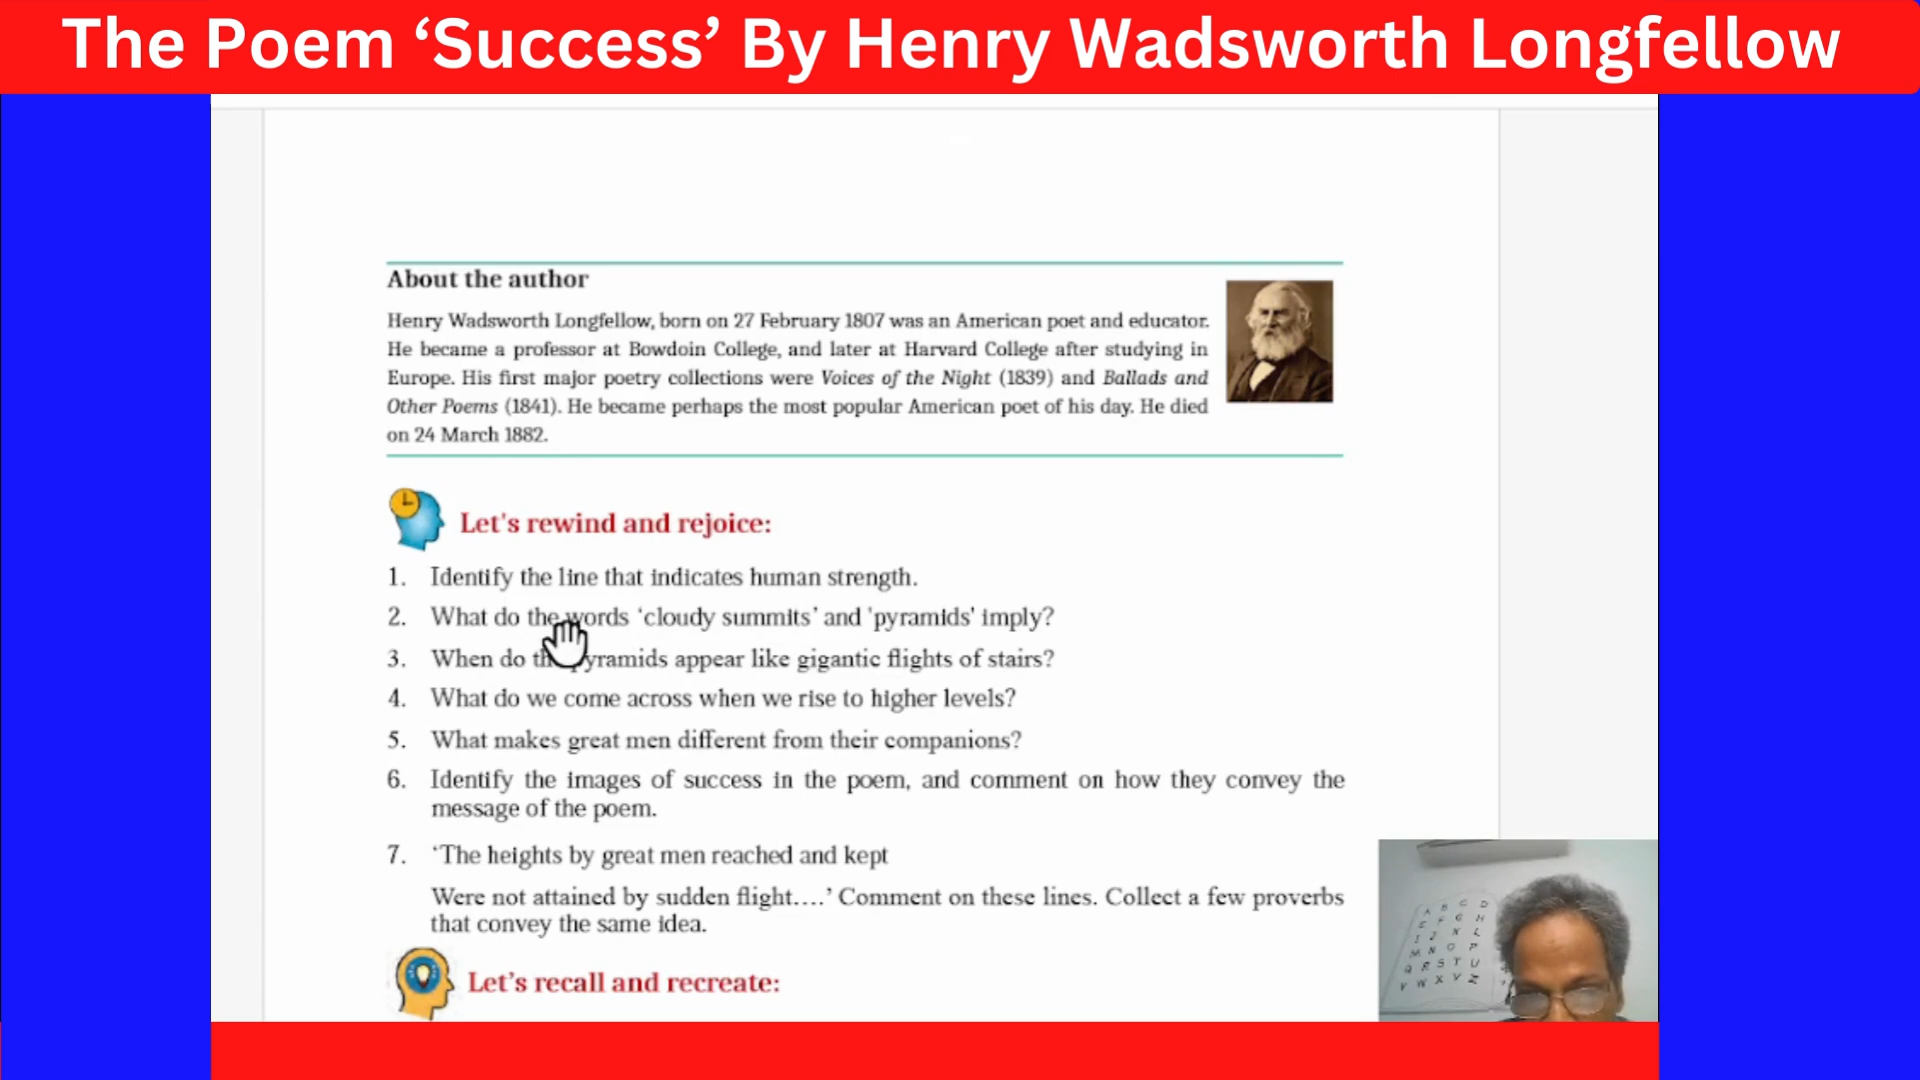 The Poem ‘Success’ By Henry Wadsworth Longfellow
About the author
Henry Wadsworth Longfellow, born on 27 February 1807 was an American poet and educator.
He became a professor at Bowdoin College, and later at Harvard College after studying in
Europe. His first major poetry collections were Voices of the Night (1839) and Ballads and
Other Poems (1841). He became perhaps the most popular American poet of his day. He died
on 24 March 1882.
Let's rewind and rejoice:
1. Identify the line that indicates human strength.
2. What do the words ‘cloudy summits’ and 'pyramids' imply?
3. When do the pyramids appear like gigantic flights of stairs?
4. What do we come across when we rise to higher levels?
5. What makes great men different from their companions?
6. Identify the images of success in the poem, and comment on how they convey the
message of the poem.
7. ‘The heights by great men reached and kept
Were not attained by sudden flight....’ Comment on these lines. Collect a few proverbs
that convey the same idea.
Let’s recall and recreate:
A B C D
E F G H
I J K L
M N O P
Q R S T U
V W X Y Z